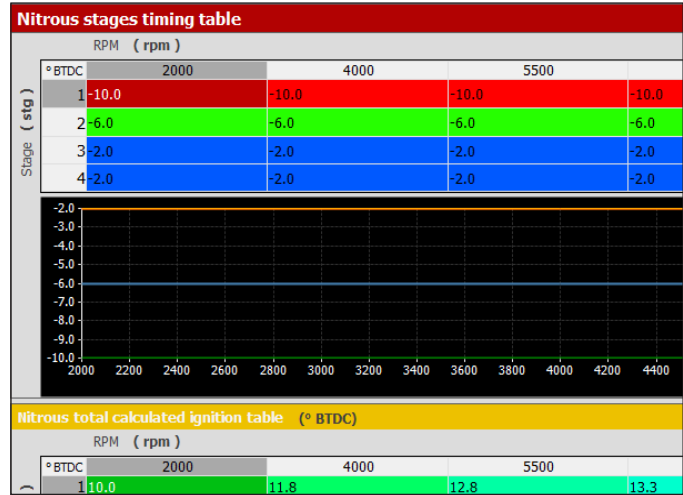 Nitrous stages timing table
RPM ( rpm )
° BTDC 2000 4000 5500
1 -10.0 -10.0 -10.0 -10.0
2 -6.0 -6.0 -6.0 -6.0
3 -2.0 -2.0 -2.0 -2.0
4 -2.0 -2.0 -2.0 -2.0
Stage ( stg )
-2.0
-3.0
-4.0
-5.0
-6.0
-7.0
-8.0
-9.0
-10.0
2000 2200 2400 2600 2800 3000 3200 3400 3600 3800 4000 4200 4400
Nitrous total calculated ignition table (° BTDC)
RPM ( rpm )
° BTDC 2000 4000 5500
1 10.0 11.8 12.8 13.3
)